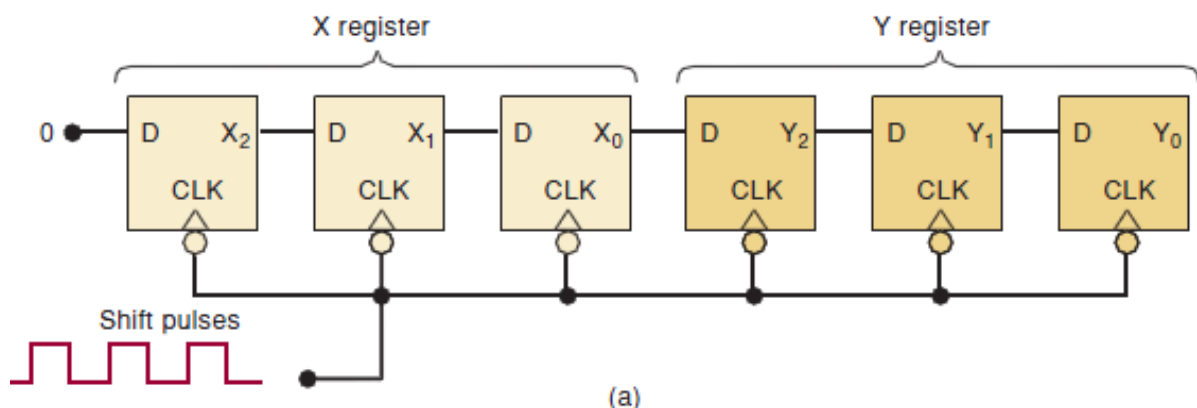 X register Y register
0 D X₂ D X₁ D X₀ D Y₂ D Y₁ D Y₀
CLK CLK CLK CLK CLK CLK
Shift pulses
(a)